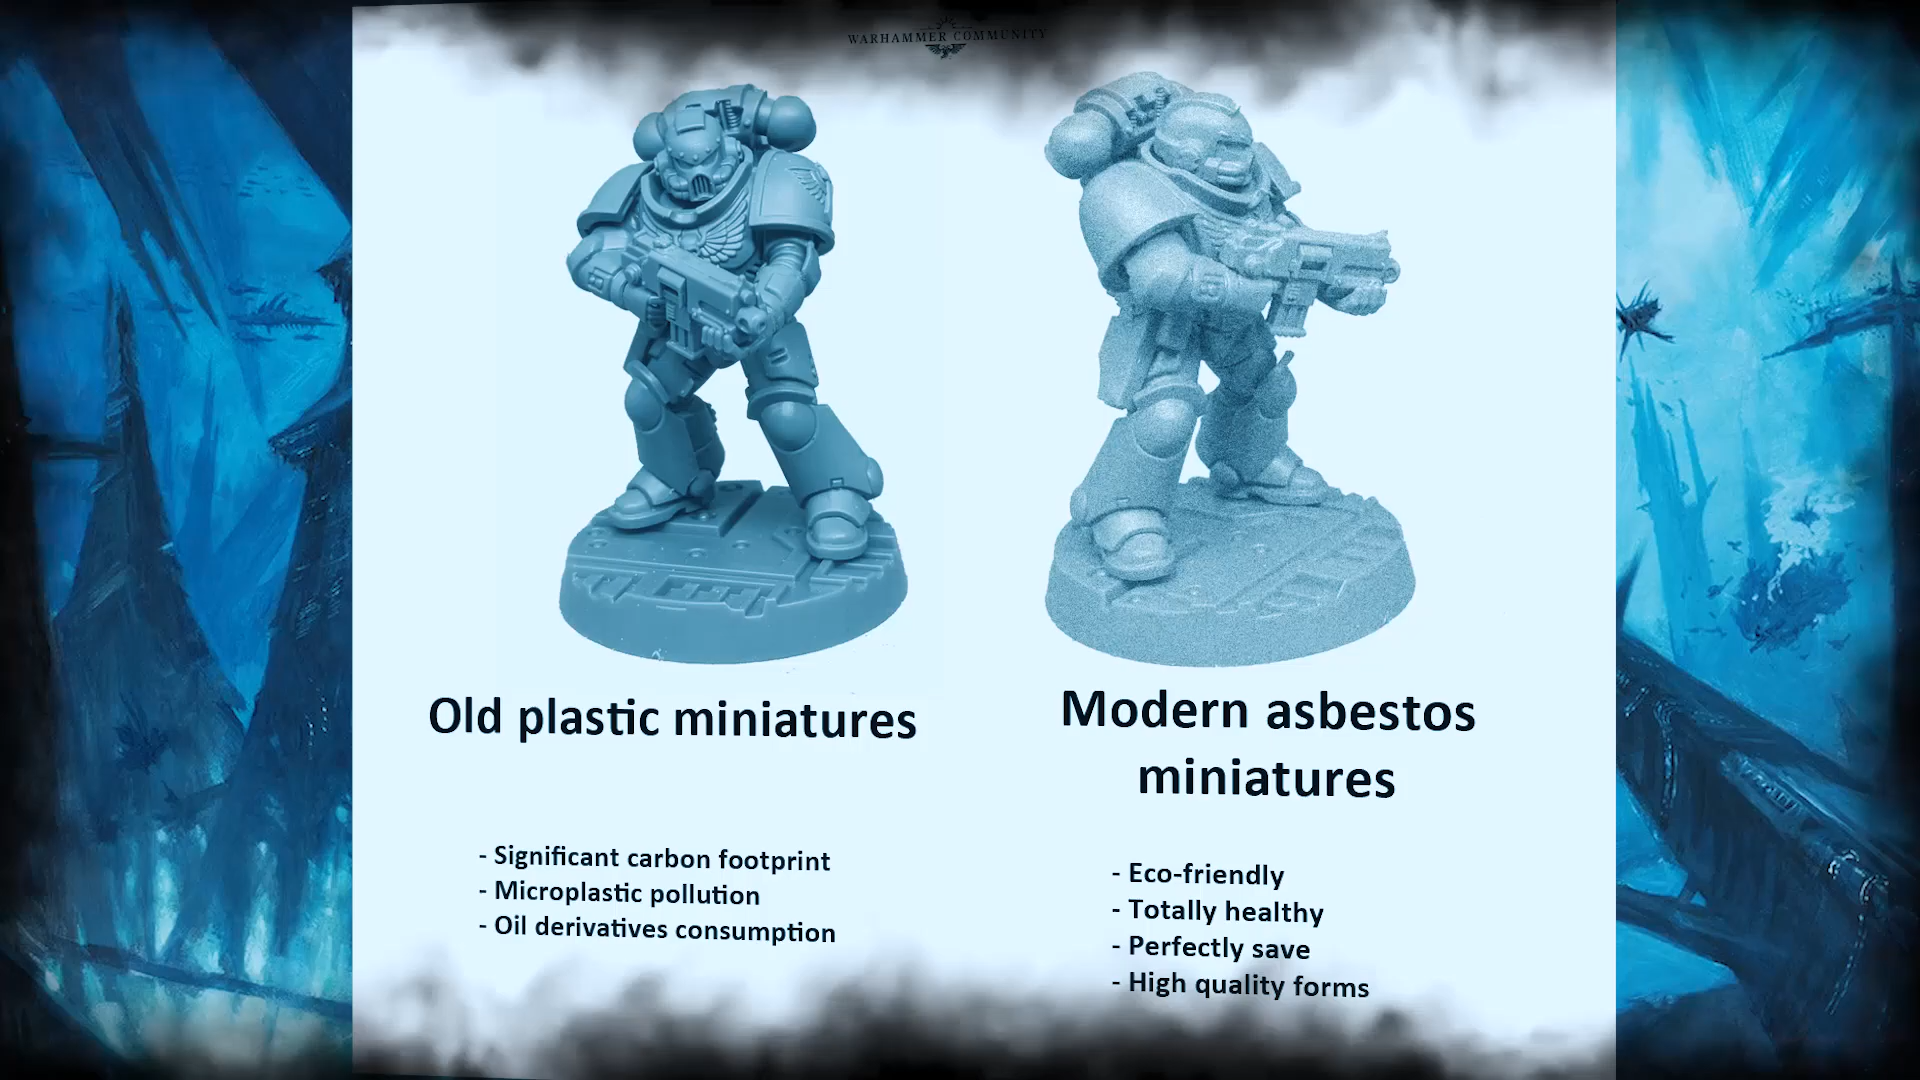 WARHAMMER COMMUNITY
Old plastic miniatures
Modern asbestos
miniatures
- Significant carbon footprint
- Microplastic pollution
- Oil derivatives consumption
- Eco-friendly
- Totally healthy
- Perfectly save
- High quality forms